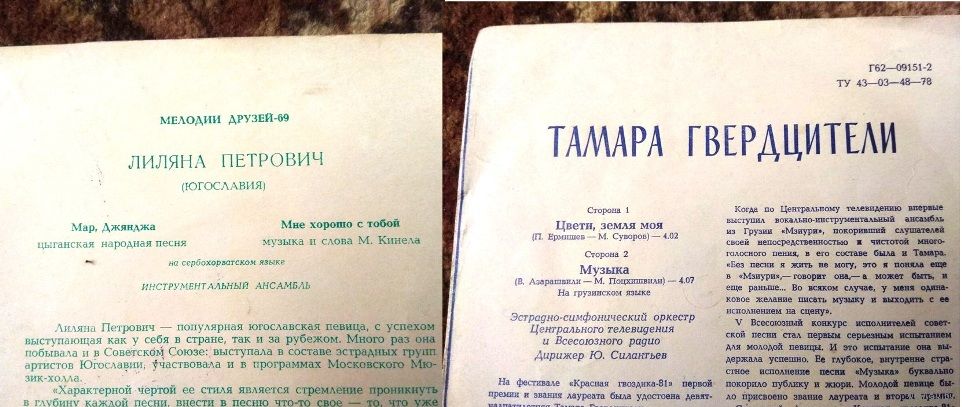 МЕЛОДИИ ДРУЗЕЙ-69
ЛИЛЯНА ПЕТРОВИЧ
(ЮГОСЛАВИЯ)
Мар, Джянджа
цыганская народная песня
Мне хорошо с тобой
музыка и слова М. Кинела
на сербохорватском языке
ИНСТРУМЕНТАЛЬНЫЙ АНСАМБЛЬ
Лиляна Петрович — популярная югославская певица, с успехом
выступающая как у себя в стране, так и за рубежом. Много раз она
побывала и в Советском Союзе: выступала в составе эстрадных групп
артистов Югославии, участвовала и в программах Московского Мю-
зик-холла.
«Характерной чертой ее стиля является стремление проникнуть
в глубину каждой песни, внести в песню что-то свое — то, что уже
Г62—09151-2
ТУ 43—03—48—78
ТАМАРА ГВЕРДЦИТЕЛИ
Сторона 1
Цвети, земля моя
(П. Ермишев — М. Суворов) — 4.02
Сторона 2
Музыка
(В. Азарашвили — М. Поцхишвили) — 4.07
На грузинском языке
Эстрадно-симфонический оркестр
Центрального телевидения
и Всесоюзного радио
Дирижер Ю. Силантьев
На фестивале «Красная гвоздика-81» первой
премии и звания лауреата была удостоена девят-
Когда по Центральному телевидению впервые
выступил вокально-инструментальный ансамбль
из Грузии «Мзиури», покоривший слушателей
своей непосредственностью и чистотой много-
голосного пения, в его составе была и Тамара.
«Без песни я жить не могу, это я поняла еще
в «Мзиури»,— говорит она,— а может быть, и
еще раньше... Во всяком случае, у меня одина-
ковое желание писать музыку и выходить с ее
исполнением на сцену».
V Всесоюзный конкурс исполнителей совет-
ской песни стал первым серьезным испытанием
для молодой певицы. И это испытание она вы-
держала успешно. Ее глубокое, внутренне страст-
ное исполнение песни «Музыка» буквально
покорило публику и жюри. Молодой певице бы-
ло присвоено звание лауреата и вторая